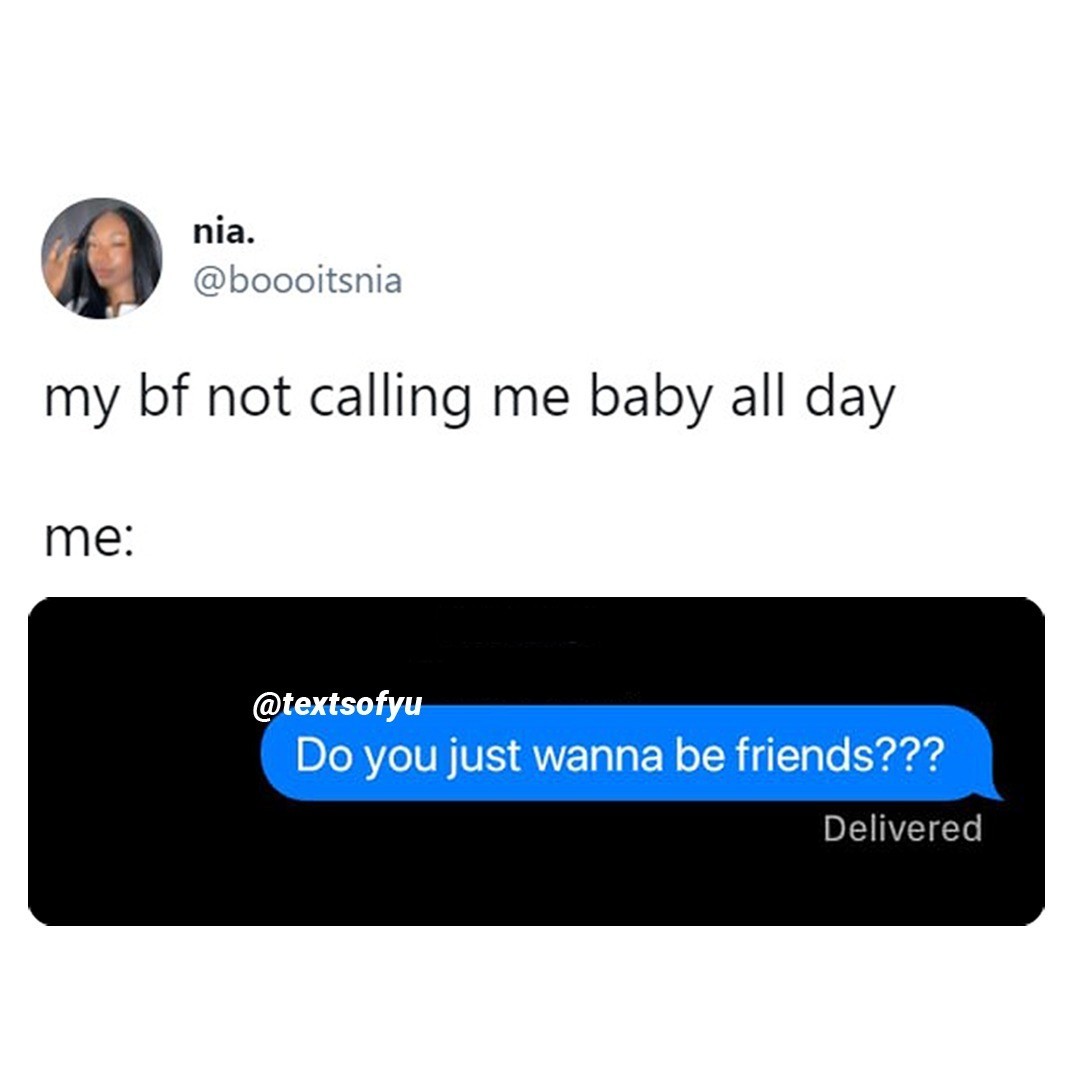 nia.
@boooitsnia
my bf not calling me baby all day
me:
@textsofyu
Do you just wanna be friends???
Delivered